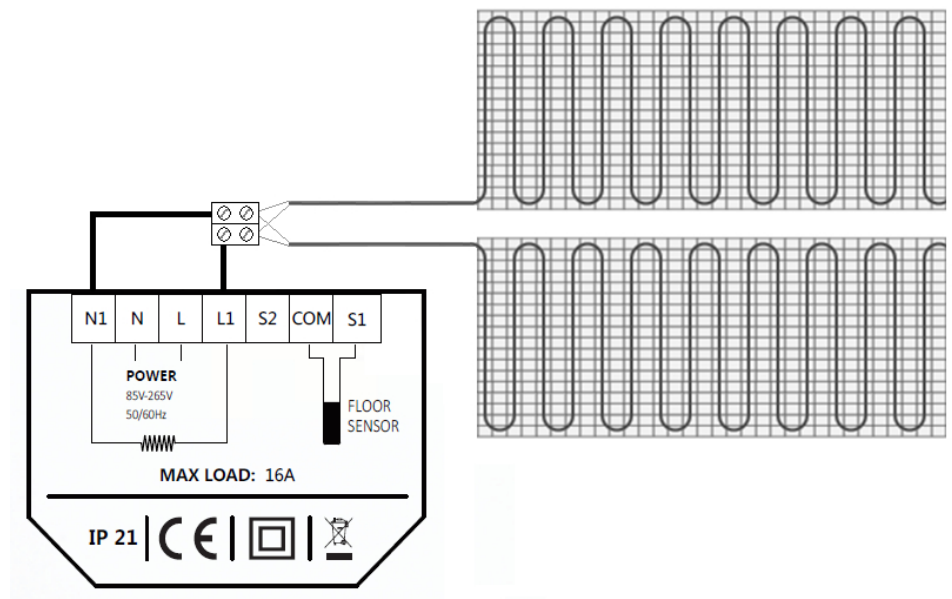 N1 N L L1 S2 COM S1
POWER
85V-265V
50/60Hz
FLOOR
SENSOR
MAX LOAD: 16A
IP 21 CE